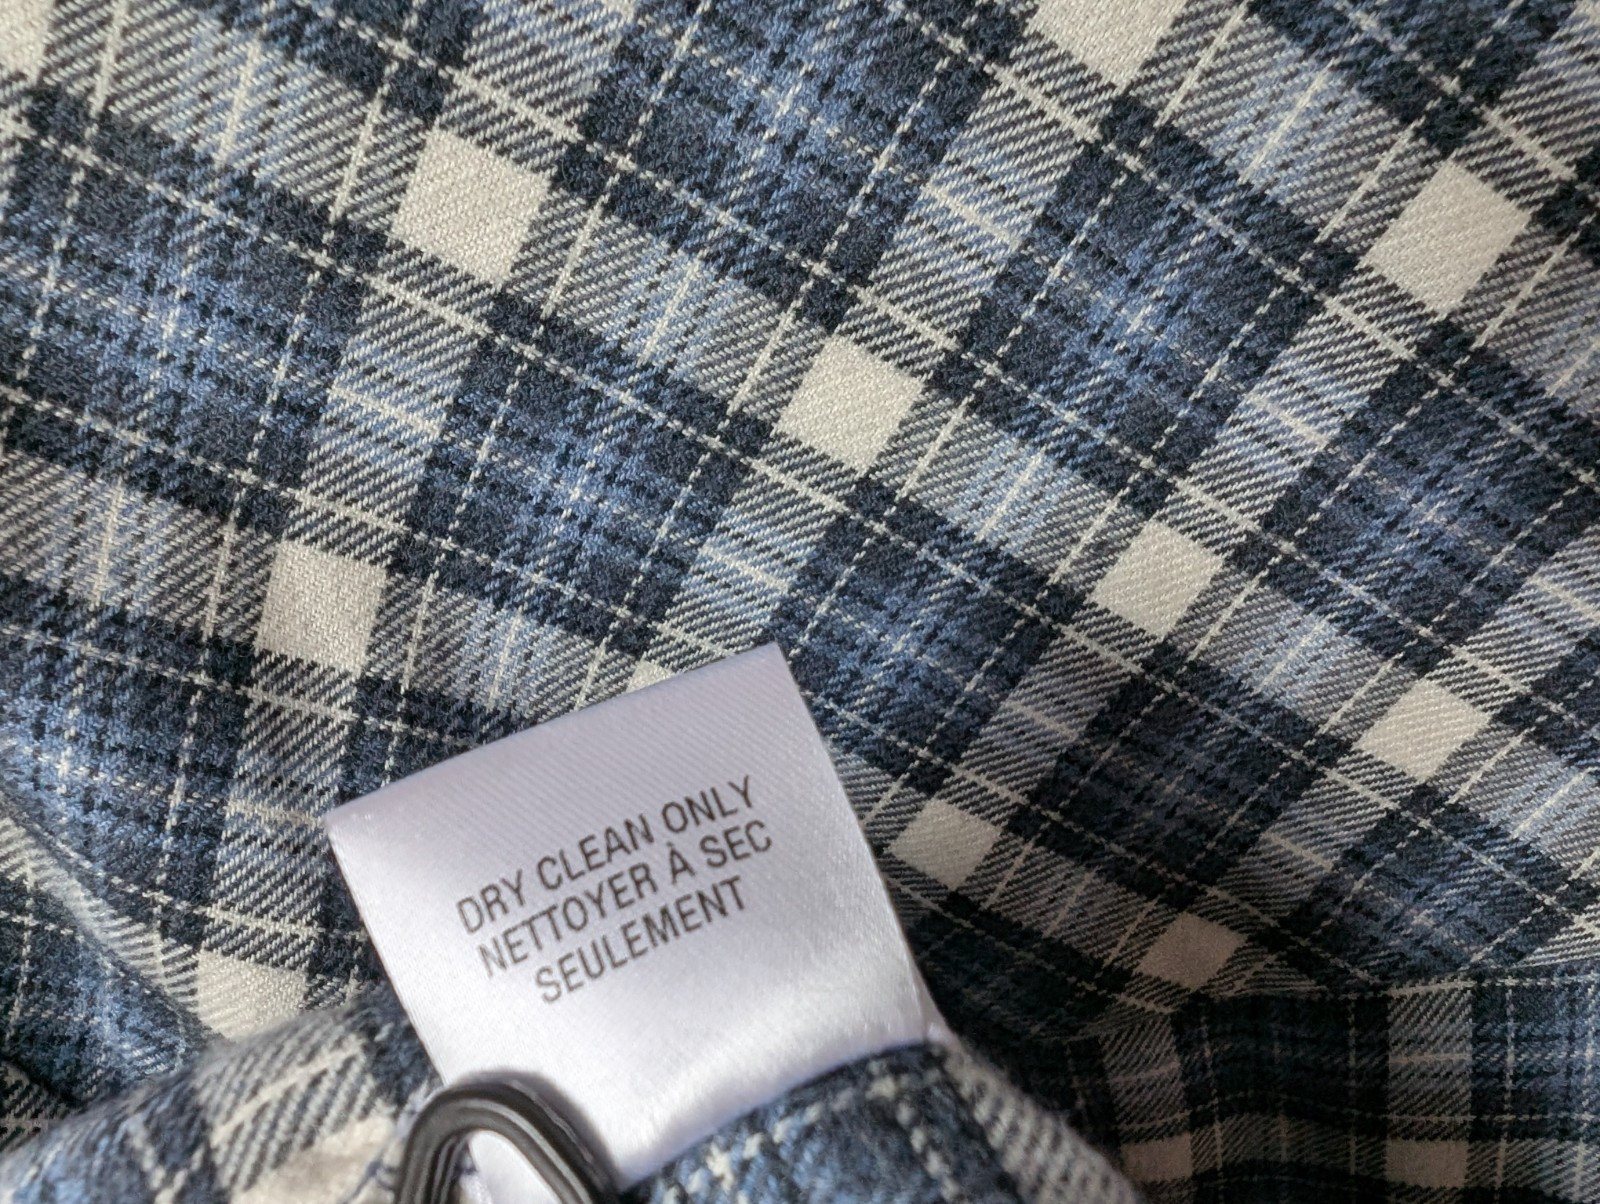 DRY CLEAN ONLY
NETTOYER À SEC
SEULEMENT